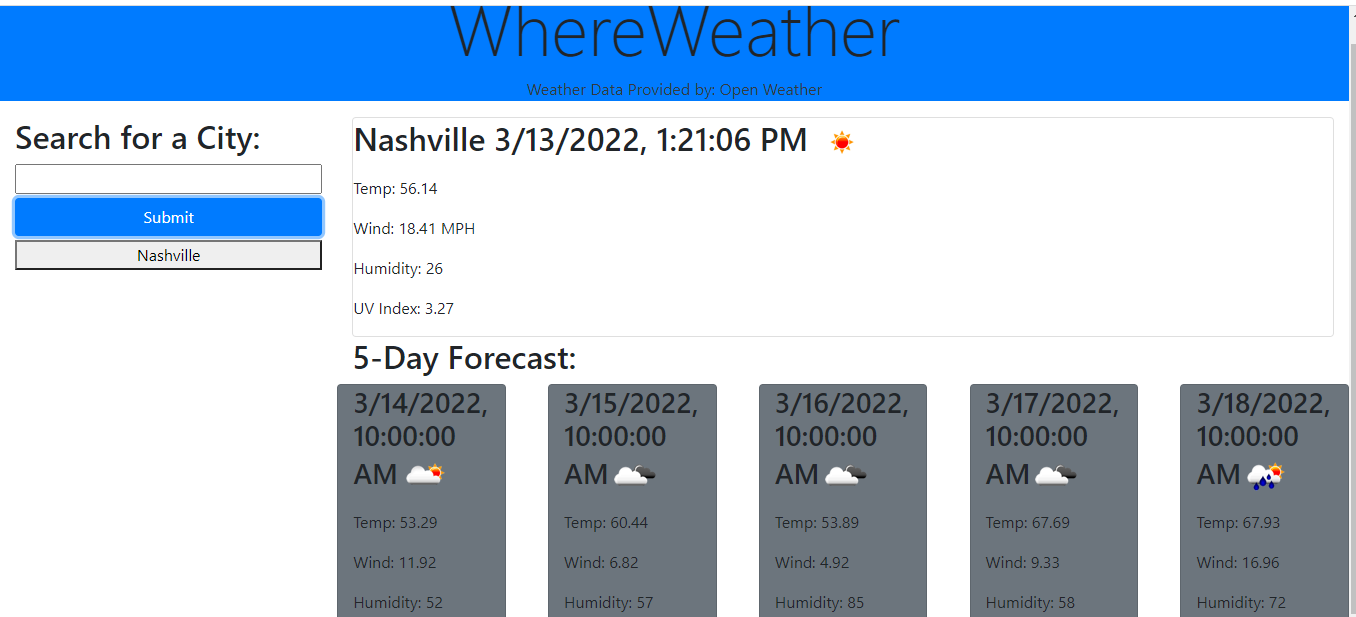 WhereWeather
Weather Data Provided by: Open Weather
Search for a City:
Submit
Nashville
Nashville 3/13/2022, 1:21:06 PM
Temp: 56.14
Wind: 18.41 MPH
Humidity: 26
UV Index: 3.27
5-Day Forecast:
3/14/2022,
10:00:00
AM
Temp: 53.29
Wind: 11.92
Humidity: 52
3/15/2022,
10:00:00
AM
Temp: 60.44
Wind: 6.82
Humidity: 57
3/16/2022,
10:00:00
AM
Temp: 53.89
Wind: 4.92
Humidity: 85
3/17/2022,
10:00:00
AM
Temp: 67.69
Wind: 9.33
Humidity: 58
3/18/2022,
10:00:00
AM
Temp: 67.93
Wind: 16.96
Humidity: 72